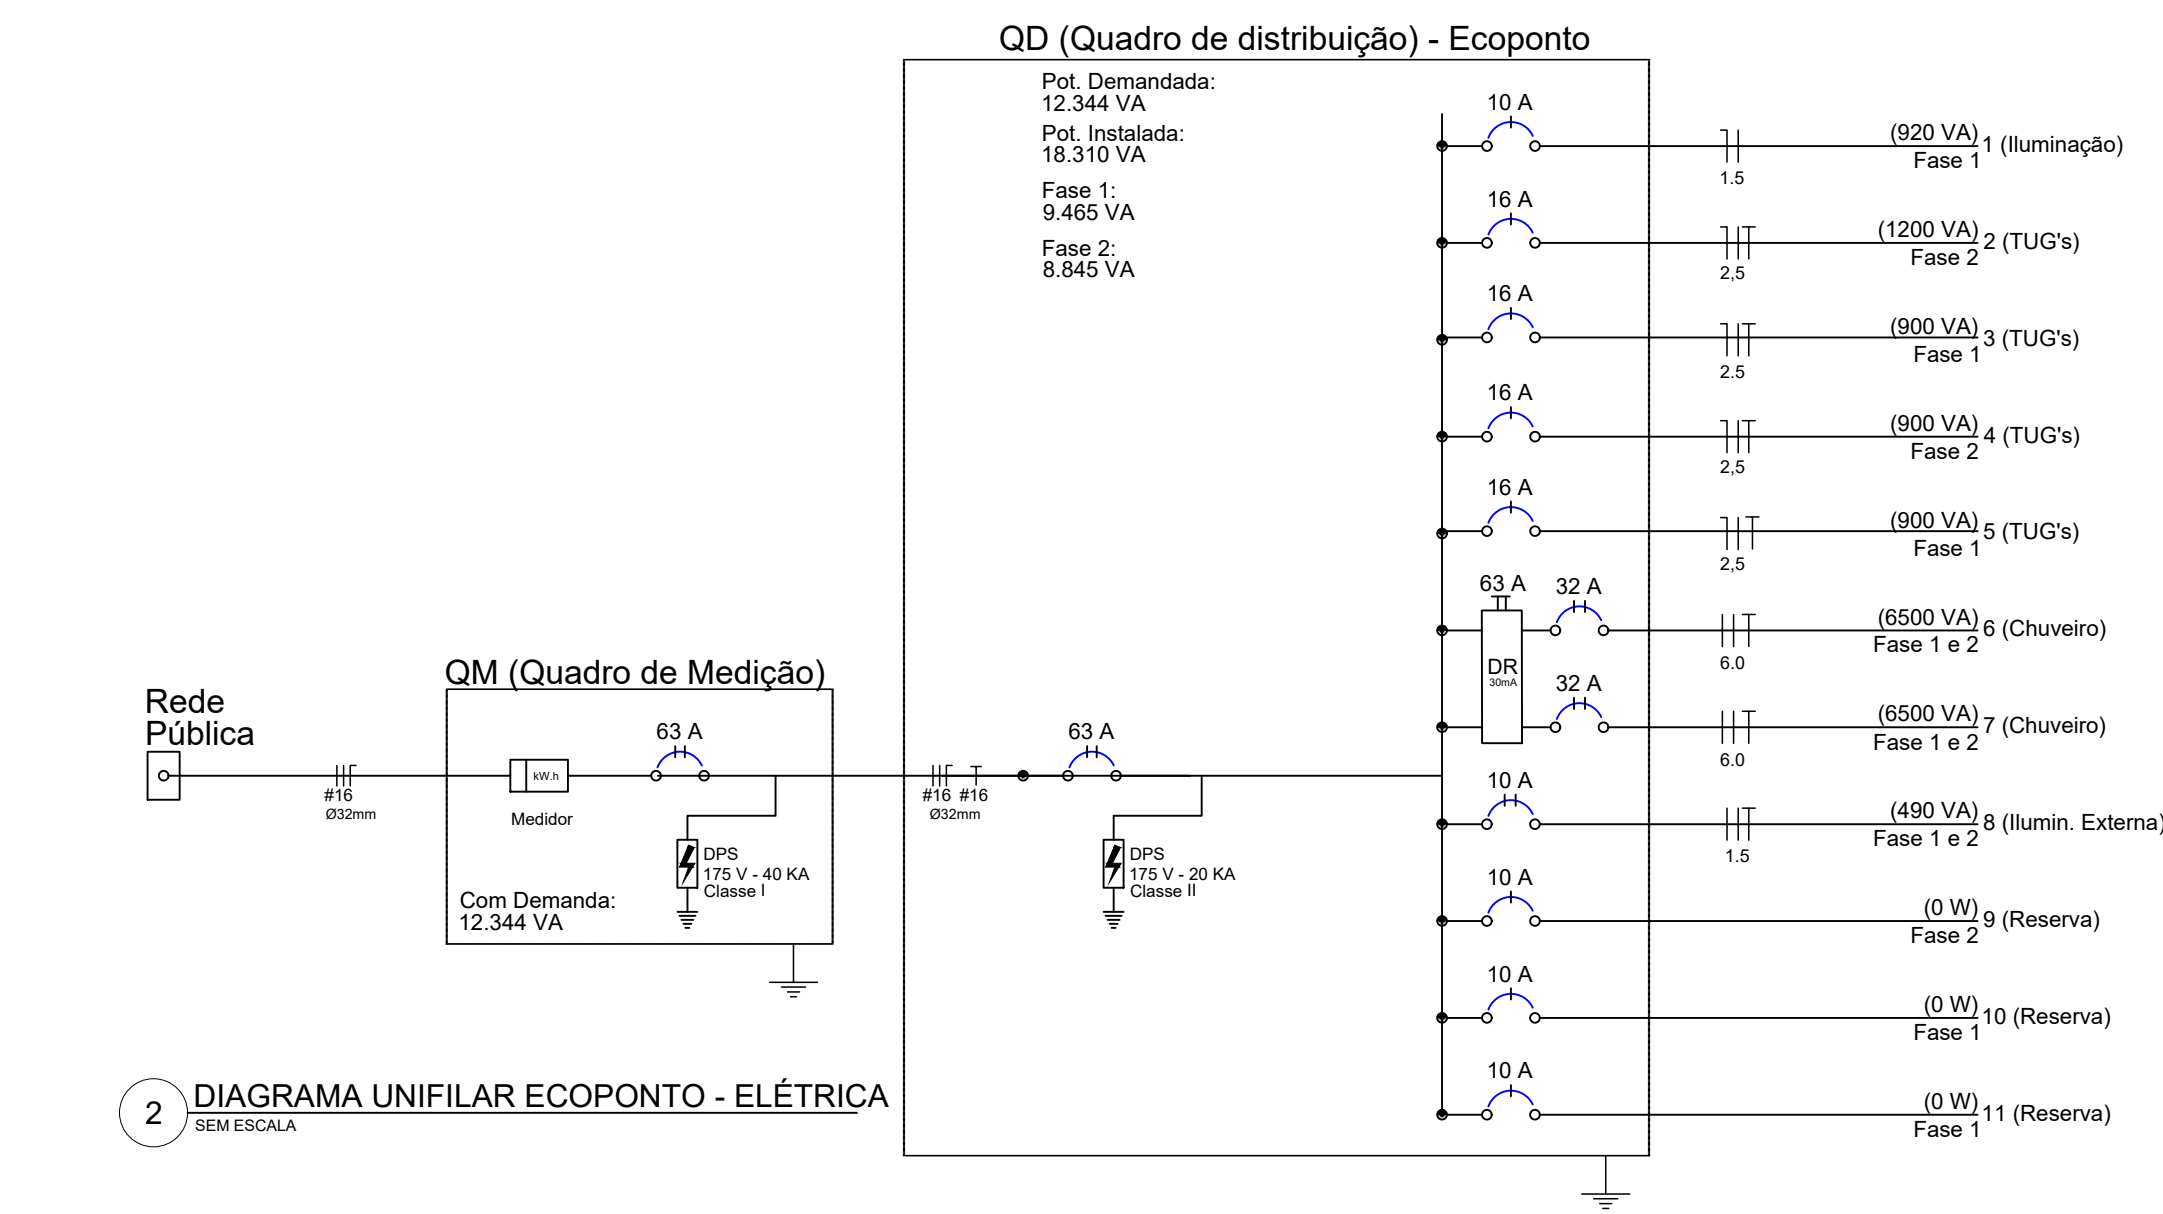 QD (Quadro de distribuição) - Ecoponto
Pot. Demandada:
12.344 VA
Pot. Instalada:
18.310 VA
Fase 1:
9.465 VA
Fase 2:
8.845 VA
10 A
1.5
(920 VA)
Fase 1
1 (Iluminação)
16 A
2,5
(1200 VA)
Fase 2
2 (TUG's)
16 A
2.5
(900 VA)
Fase 1
3 (TUG's)
16 A
2,5
(900 VA)
Fase 2
4 (TUG's)
16 A
2,5
(900 VA)
Fase 1
5 (TUG's)
63 A
DR
30mA
32 A
6.0
(6500 VA)
Fase 1 e 2
6 (Chuveiro)
32 A
6.0
(6500 VA)
Fase 1 e 2
7 (Chuveiro)
10 A
1.5
(490 VA)
Fase 1 e 2
8 (Ilumin. Externa)
10 A
(0 W)
Fase 2
9 (Reserva)
10 A
(0 W)
Fase 1
10 (Reserva)
10 A
(0 W)
Fase 1
11 (Reserva)
Rede
Pública
#16
Ø32mm
QM (Quadro de Medição)
kW.h
Medidor
63 A
DPS
175 V - 40 KA
Classe I
Com Demanda:
12.344 VA
#16 #16
Ø32mm
63 A
DPS
175 V - 20 KA
Classe II
2
DIAGRAMA UNIFILAR ECOPONTO - ELÉTRICA
SEM ESCALA